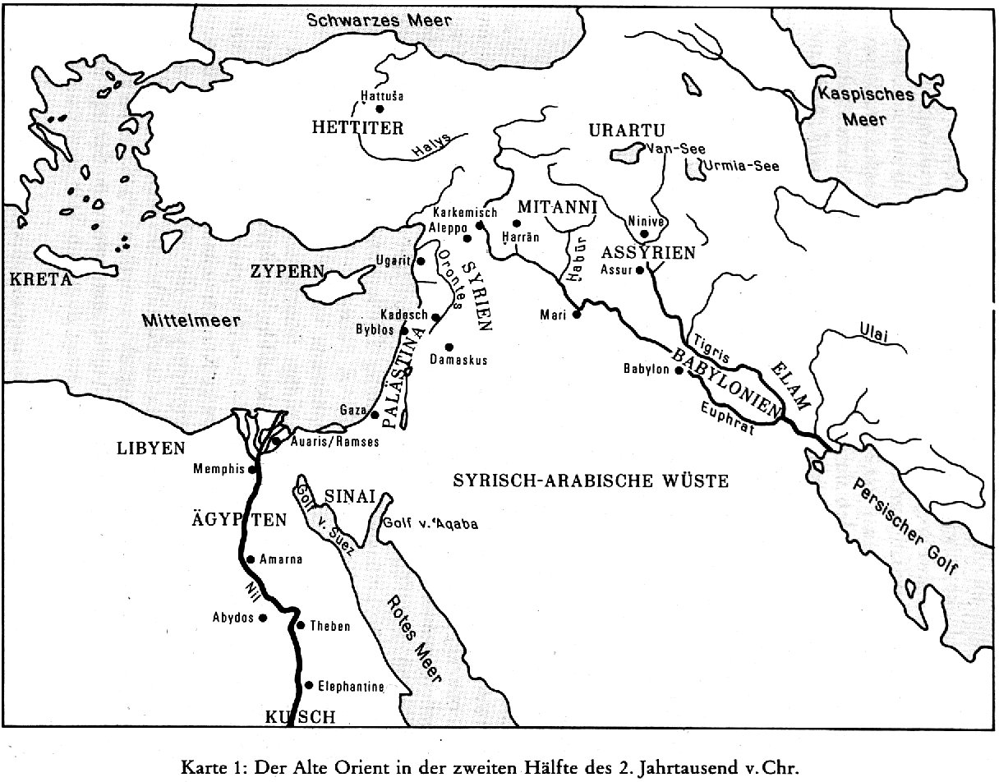 Schwarzes Meer
Kaspisches
Meer
Hattuša
HETTITER
Halys
URARTU
Van-See
Urmia-See
MITANNI
Karkemisch
Aleppo
Ḫarrān
Ninive
ASSYRIEN
Assur
Ḫabūr
Ugarit
Orontes
SYRIEN
ZYPERN
KRETA
Mittelmeer
Kadesch
Byblos
Mari
Damaskus
PALÄSTINA
Tigris
Ulai
Babylon
BABYLONIEN
ELAM
Euphrat
Gaza
LIBYEN
Auaris/Ramses
Memphis
SYRISCH-ARABISCHE WÜSTE
SINAI
Golf v. Suez
Golf v. ʿAqaba
Persischer Golf
ÄGYPTEN
Amarna
Nil
Abydos
Theben
Rotes Meer
Elephantine
KUSCH
Karte 1: Der Alte Orient in der zweiten Hälfte des 2. Jahrtausend v. Chr.